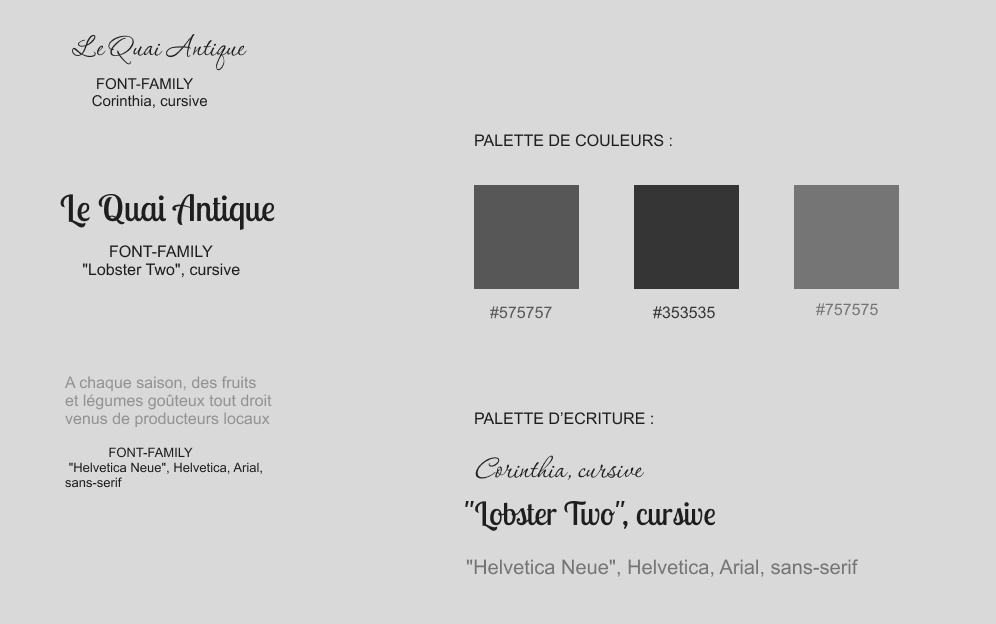 Le Quai Antique
FONT-FAMILY
Corinthia, cursive
Le Quai Antique
FONT-FAMILY
"Lobster Two", cursive
A chaque saison, des fruits
et légumes goûteux tout droit
venus de producteurs locaux
FONT-FAMILY
"Helvetica Neue", Helvetica, Arial,
sans-serif
PALETTE DE COULEURS :
#575757 #353535 #757575
PALETTE D’ECRITURE :
Corinthia, cursive
"Lobster Two", cursive
"Helvetica Neue", Helvetica, Arial, sans-serif